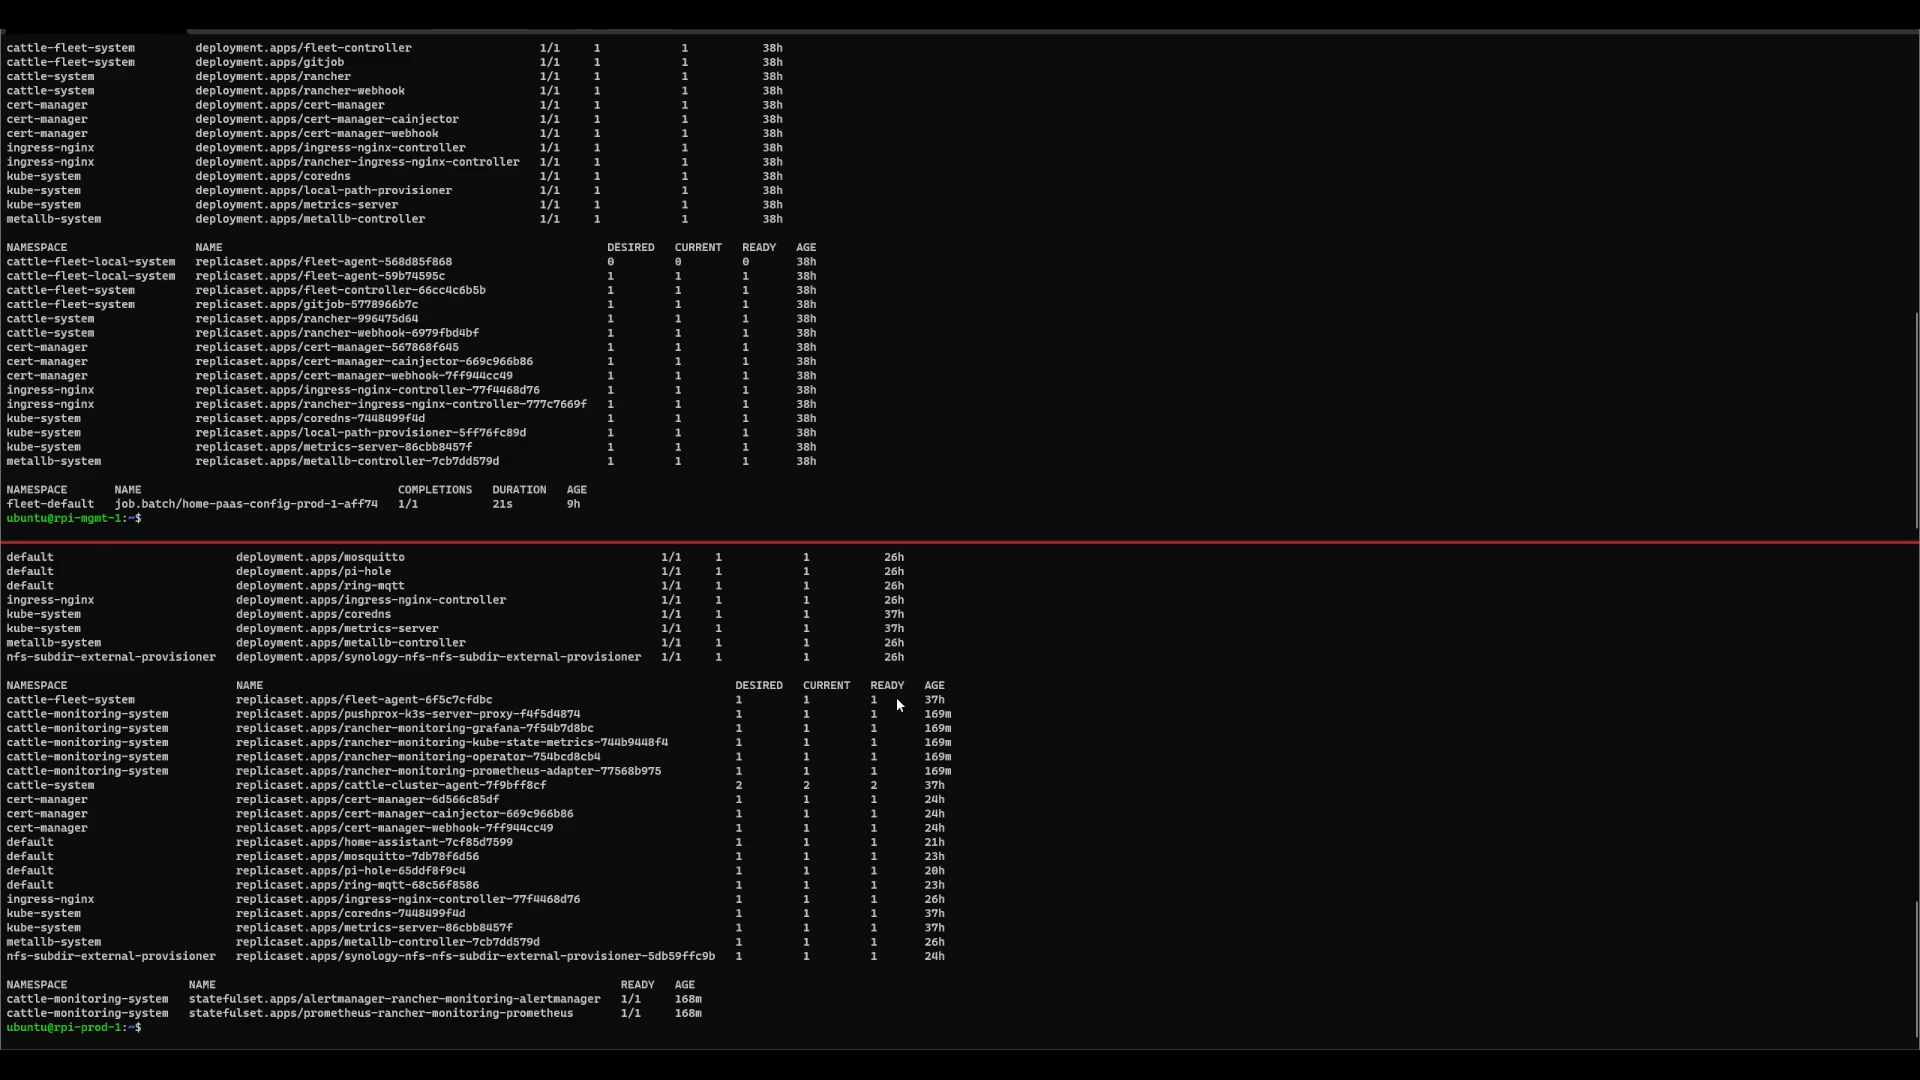 cattle-fleet-system         deployment.apps/fleet-controller                   1/1     1            1           38h
cattle-fleet-system         deployment.apps/gitjob                             1/1     1            1           38h
cattle-system               deployment.apps/rancher                            1/1     1            1           38h
cattle-system               deployment.apps/rancher-webhook                    1/1     1            1           38h
cert-manager                deployment.apps/cert-manager                       1/1     1            1           38h
cert-manager                deployment.apps/cert-manager-cainjector            1/1     1            1           38h
cert-manager                deployment.apps/cert-manager-webhook               1/1     1            1           38h
ingress-nginx               deployment.apps/ingress-nginx-controller           1/1     1            1           38h
ingress-nginx               deployment.apps/rancher-ingress-nginx-controller   1/1     1            1           38h
kube-system                 deployment.apps/coredns                            1/1     1            1           38h
kube-system                 deployment.apps/local-path-provisioner             1/1     1            1           38h
kube-system                 deployment.apps/metrics-server                     1/1     1            1           38h
metallb-system              deployment.apps/metallb-controller                 1/1     1            1           38h
NAMESPACE                   NAME                                                         DESIRED   CURRENT   READY   AGE
cattle-fleet-local-system   replicaset.apps/fleet-agent-568d85f868                       0         0         0       38h
cattle-fleet-local-system   replicaset.apps/fleet-agent-59b74595c                        1         1         1       38h
cattle-fleet-system         replicaset.apps/fleet-controller-66cc4c6b5b                  1         1         1       38h
cattle-fleet-system         replicaset.apps/gitjob-5778966b7c                            1         1         1       38h
cattle-system               replicaset.apps/rancher-996475d64                            1         1         1       38h
cattle-system               replicaset.apps/rancher-webhook-6979fbd4bf                   1         1         1       38h
cert-manager                replicaset.apps/cert-manager-567868f645                      1         1         1       38h
cert-manager                replicaset.apps/cert-manager-cainjector-669c966b86           1         1         1       38h
cert-manager                replicaset.apps/cert-manager-webhook-7ff944cc49              1         1         1       38h
ingress-nginx               replicaset.apps/ingress-nginx-controller-77f4468d76          1         1         1       38h
ingress-nginx               replicaset.apps/rancher-ingress-nginx-controller-777c7669f   1         1         1       38h
kube-system                 replicaset.apps/coredns-7448499f4d                           1         1         1       38h
kube-system                 replicaset.apps/local-path-provisioner-5ff76fc89d            1         1         1       38h
kube-system                 replicaset.apps/metrics-server-86cbb8457f                    1         1         1       38h
metallb-system              replicaset.apps/metallb-controller-7cb7dd579d                1         1         1       38h
NAMESPACE       NAME                                     COMPLETIONS   DURATION   AGE
fleet-default   job.batch/home-paas-config-prod-1-aff74   1/1           21s        9h
ubuntu@rpi-mgmt-1:~$
default                           deployment.apps/mosquitto                                      1/1     1            1           26h
default                           deployment.apps/pi-hole                                        1/1     1            1           26h
default                           deployment.apps/ring-mqtt                                      1/1     1            1           26h
ingress-nginx                     deployment.apps/ingress-nginx-controller                       1/1     1            1           26h
kube-system                       deployment.apps/coredns                                        1/1     1            1           37h
kube-system                       deployment.apps/metrics-server                                 1/1     1            1           37h
metallb-system                    deployment.apps/metallb-controller                             1/1     1            1           26h
nfs-subdir-external-provisioner   deployment.apps/synology-nfs-nfs-subdir-external-provisioner   1/1     1            1           26h
NAMESPACE                         NAME                                                                      DESIRED   CURRENT   READY   AGE
cattle-fleet-system               replicaset.apps/fleet-agent-6f5c7cfdbc                                    1         1         1       37h
cattle-monitoring-system          replicaset.apps/pushprox-k3s-server-proxy-f4f5d4874                       1         1         1       169m
cattle-monitoring-system          replicaset.apps/rancher-monitoring-grafana-7f54b7d8bc                     1         1         1       169m
cattle-monitoring-system          replicaset.apps/rancher-monitoring-kube-state-metrics-744b9448f4          1         1         1       169m
cattle-monitoring-system          replicaset.apps/rancher-monitoring-operator-754bcd8cb4                    1         1         1       169m
cattle-monitoring-system          replicaset.apps/rancher-monitoring-prometheus-adapter-77568b975           1         1         1       169m
cattle-system                     replicaset.apps/cattle-cluster-agent-7f9bff8cf                            2         2         2       37h
cert-manager                      replicaset.apps/cert-manager-6d566c85df                                   1         1         1       24h
cert-manager                      replicaset.apps/cert-manager-cainjector-669c966b86                        1         1         1       24h
cert-manager                      replicaset.apps/cert-manager-webhook-7ff944cc49                           1         1         1       24h
default                           replicaset.apps/home-assistant-7cf85d7599                                 1         1         1       21h
default                           replicaset.apps/mosquitto-7db78f6d56                                      1         1         1       23h
default                           replicaset.apps/pi-hole-65ddf8f9c4                                        1         1         1       20h
default                           replicaset.apps/ring-mqtt-68c56f8586                                      1         1         1       23h
ingress-nginx                     replicaset.apps/ingress-nginx-controller-77f4468d76                       1         1         1       26h
kube-system                       replicaset.apps/coredns-7448499f4d                                        1         1         1       37h
kube-system                       replicaset.apps/metrics-server-86cbb8457f                                 1         1         1       37h
metallb-system                    replicaset.apps/metallb-controller-7cb7dd579d                             1         1         1       26h
nfs-subdir-external-provisioner   replicaset.apps/synology-nfs-nfs-subdir-external-provisioner-5db59ffc9b   1         1         1       24h
NAMESPACE                  NAME                                                            READY   AGE
cattle-monitoring-system   statefulset.apps/alertmanager-rancher-monitoring-alertmanager   1/1     168m
cattle-monitoring-system   statefulset.apps/prometheus-rancher-monitoring-prometheus       1/1     168m
ubuntu@rpi-prod-1:~$